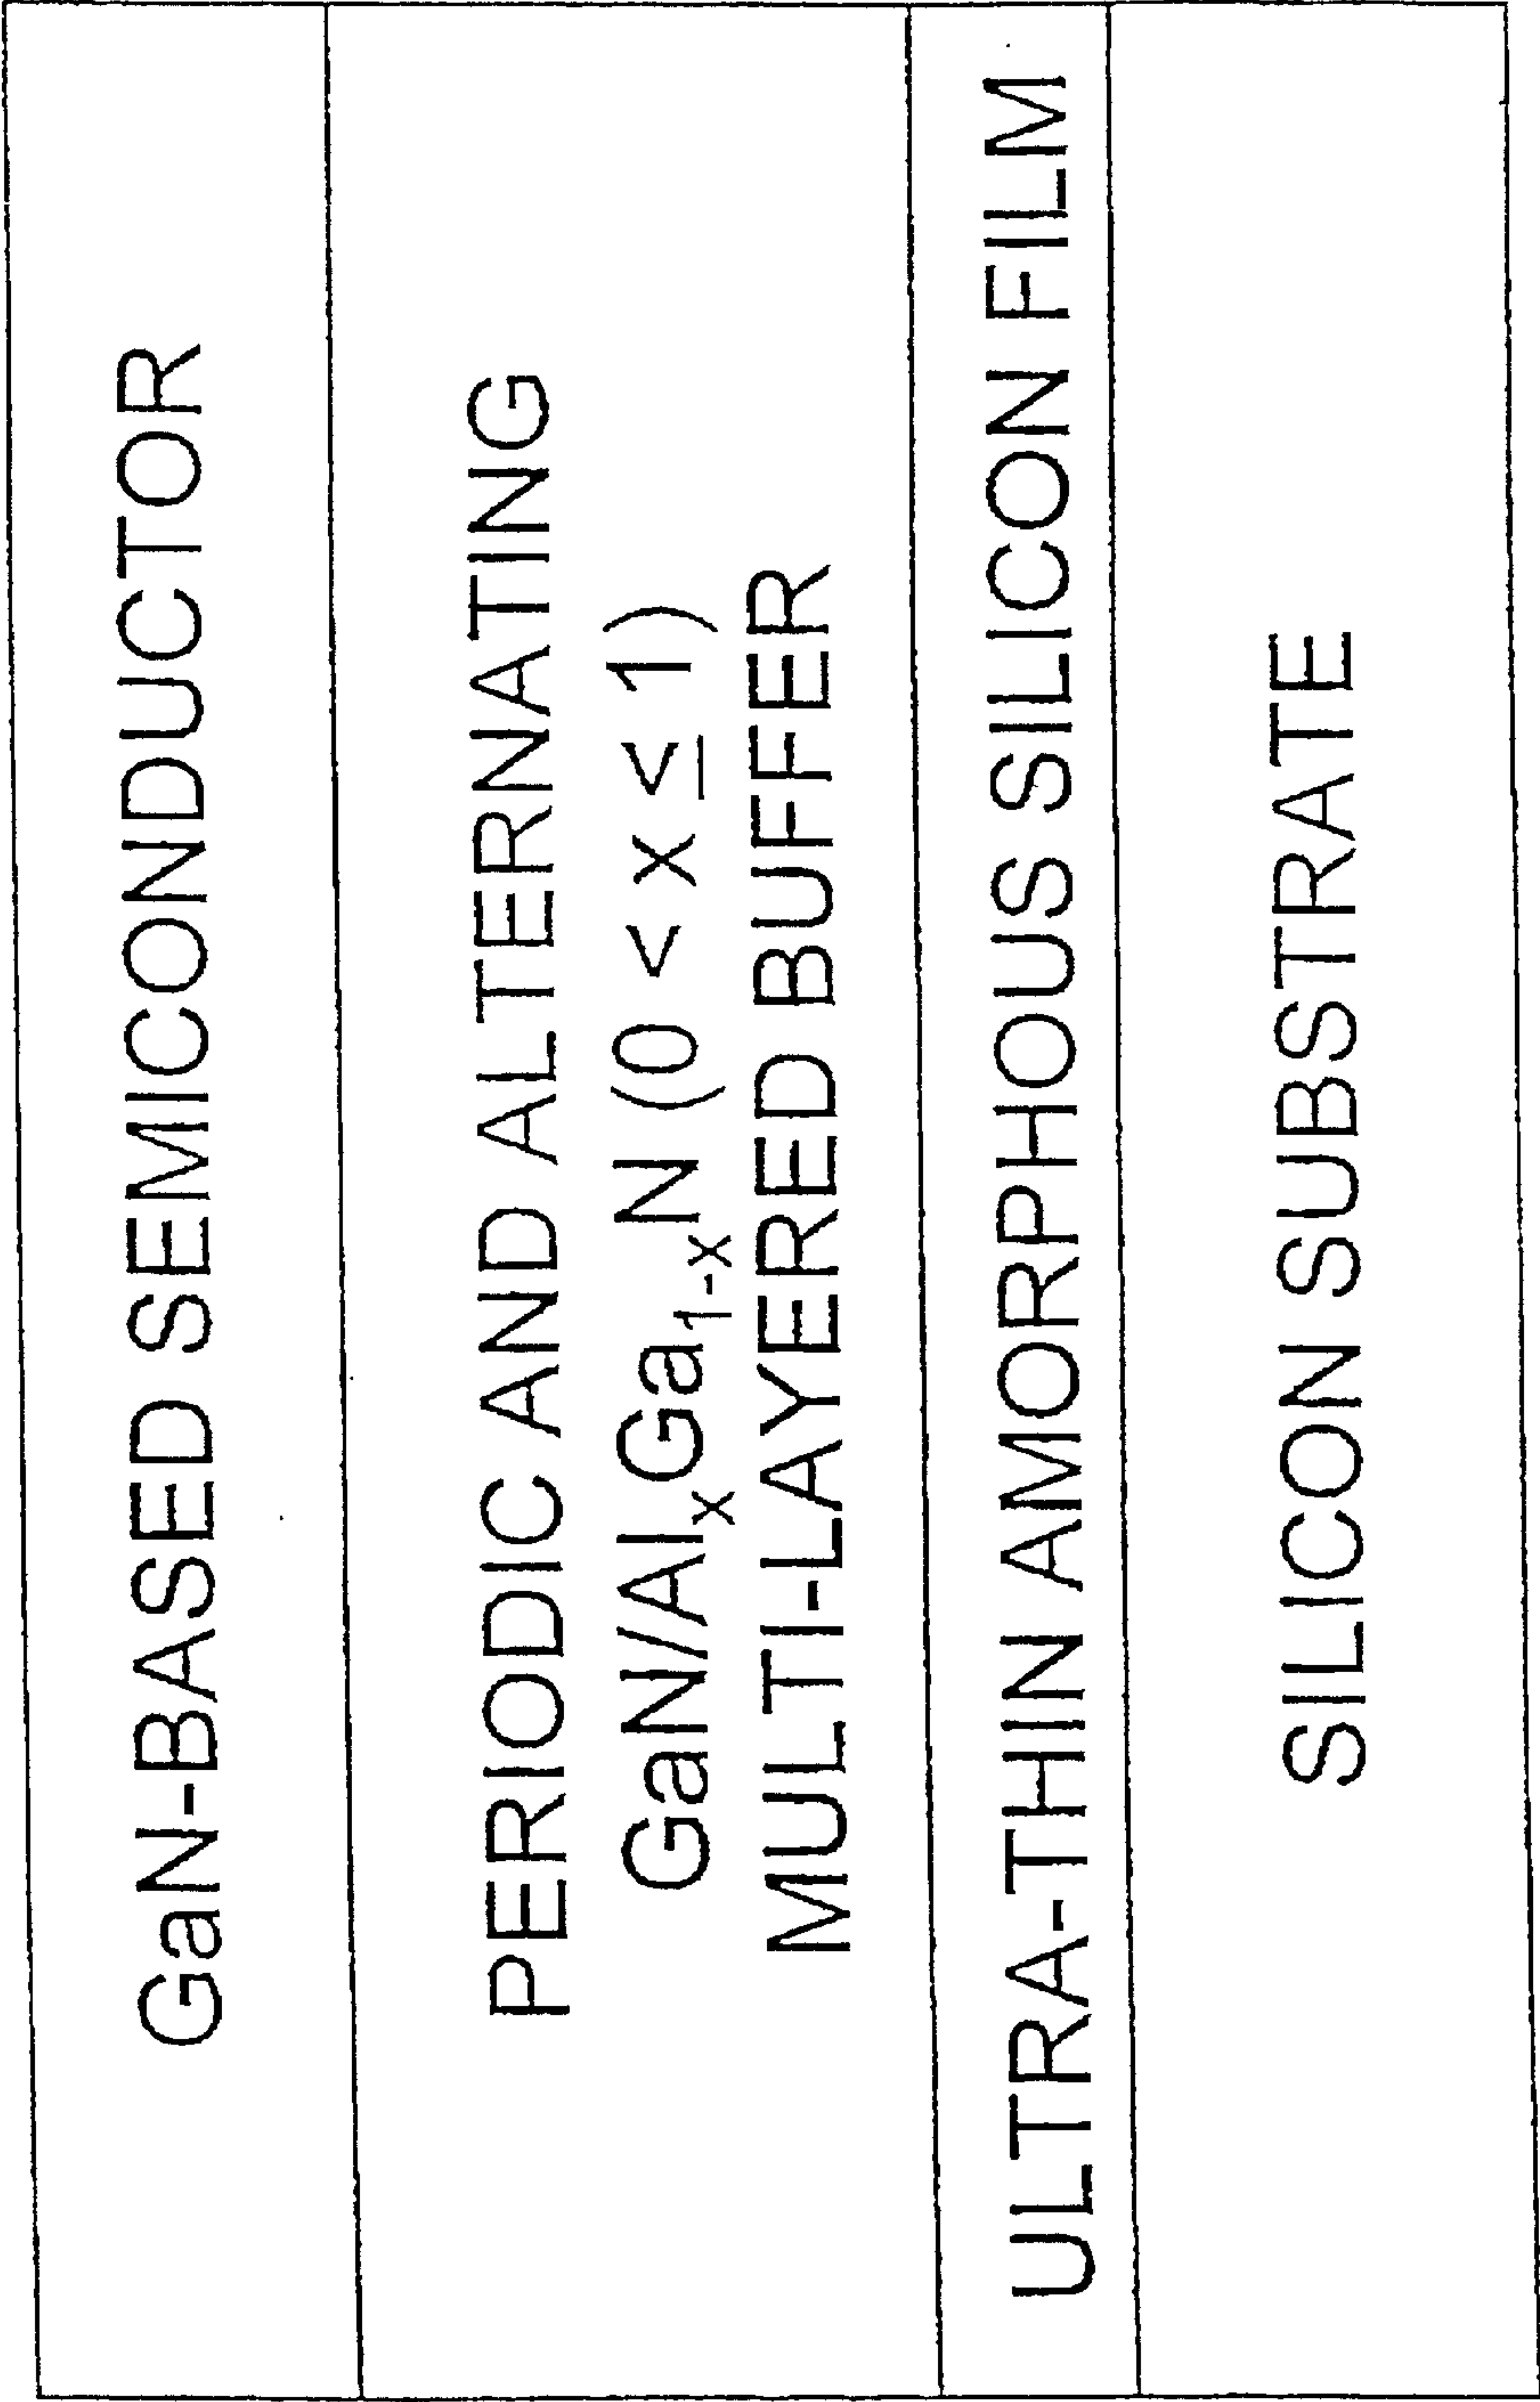 GaN-BASED SEMICONDUCTOR
PERIODIC AND ALTERNATING
GaN/AlₓGa₁₋ₓN (0 < x ≤ 1)
MULTI-LAYERED BUFFER
ULTRA-THIN AMORPHOUS SILICON FILM
SILICON SUBSTRATE